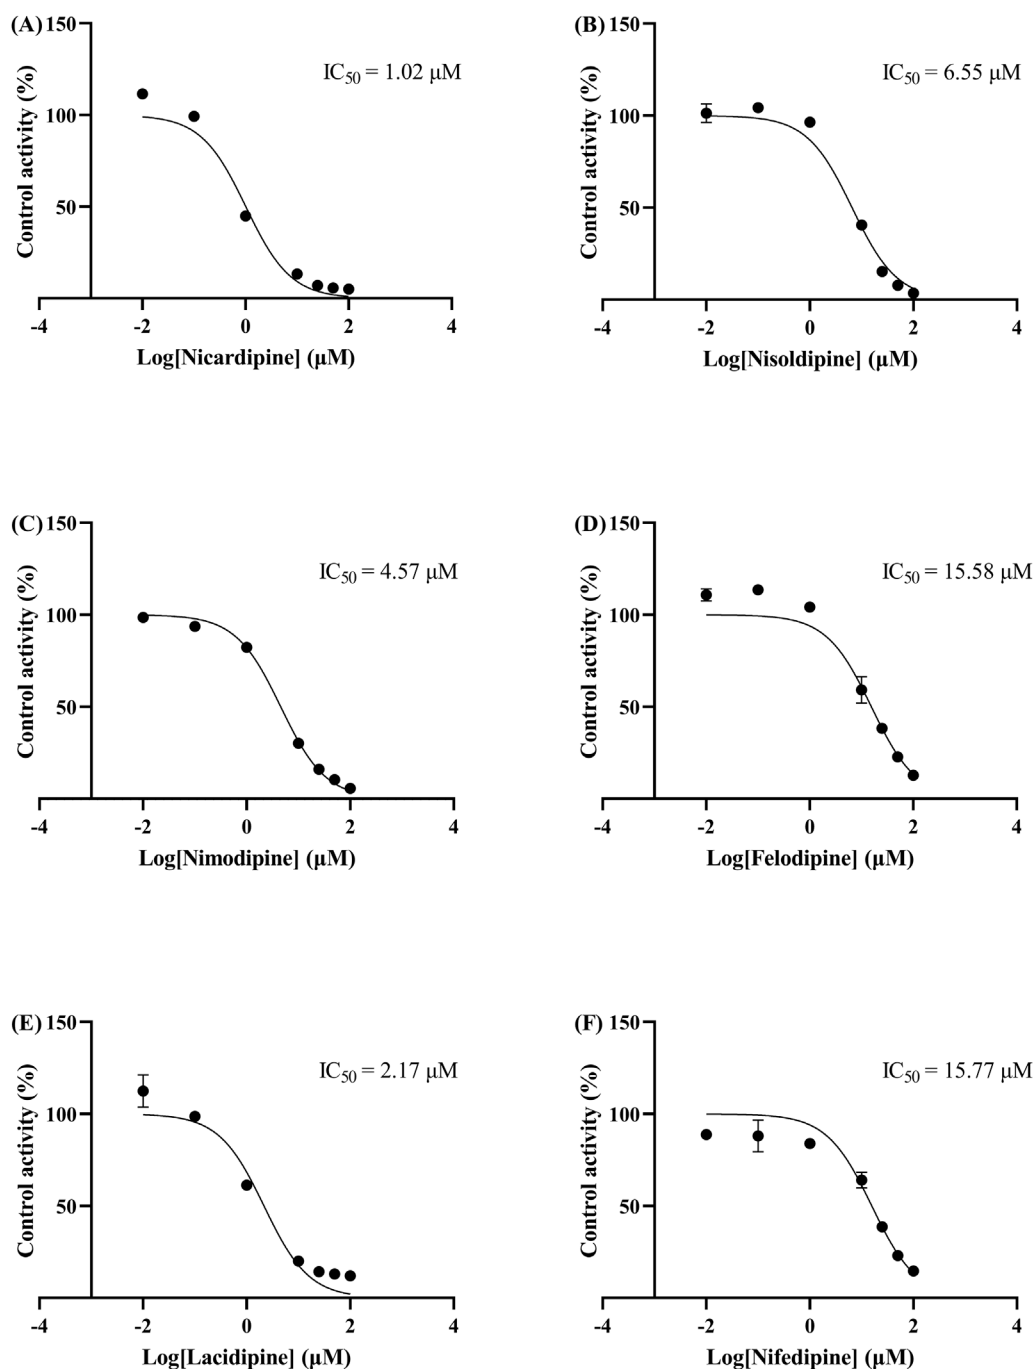 (A)
150
100
50
Control activity (%)
IC50 = 1.02 µM
-4 -2 0 2 4
Log[Nicardipine] (µM)
(B)
150
100
50
Control activity (%)
IC50 = 6.55 µM
-4 -2 0 2 4
Log[Nisoldipine] (µM)
(C)
150
100
50
Control activity (%)
IC50 = 4.57 µM
-4 -2 0 2 4
Log[Nimodipine] (µM)
(D)
150
100
50
Control activity (%)
IC50 = 15.58 µM
-4 -2 0 2 4
Log[Felodipine] (µM)
(E)
150
100
50
Control activity (%)
IC50 = 2.17 µM
-4 -2 0 2 4
Log[Lacidipine] (µM)
(F)
150
100
50
Control activity (%)
IC50 = 15.77 µM
-4 -2 0 2 4
Log[Nifedipine] (µM)